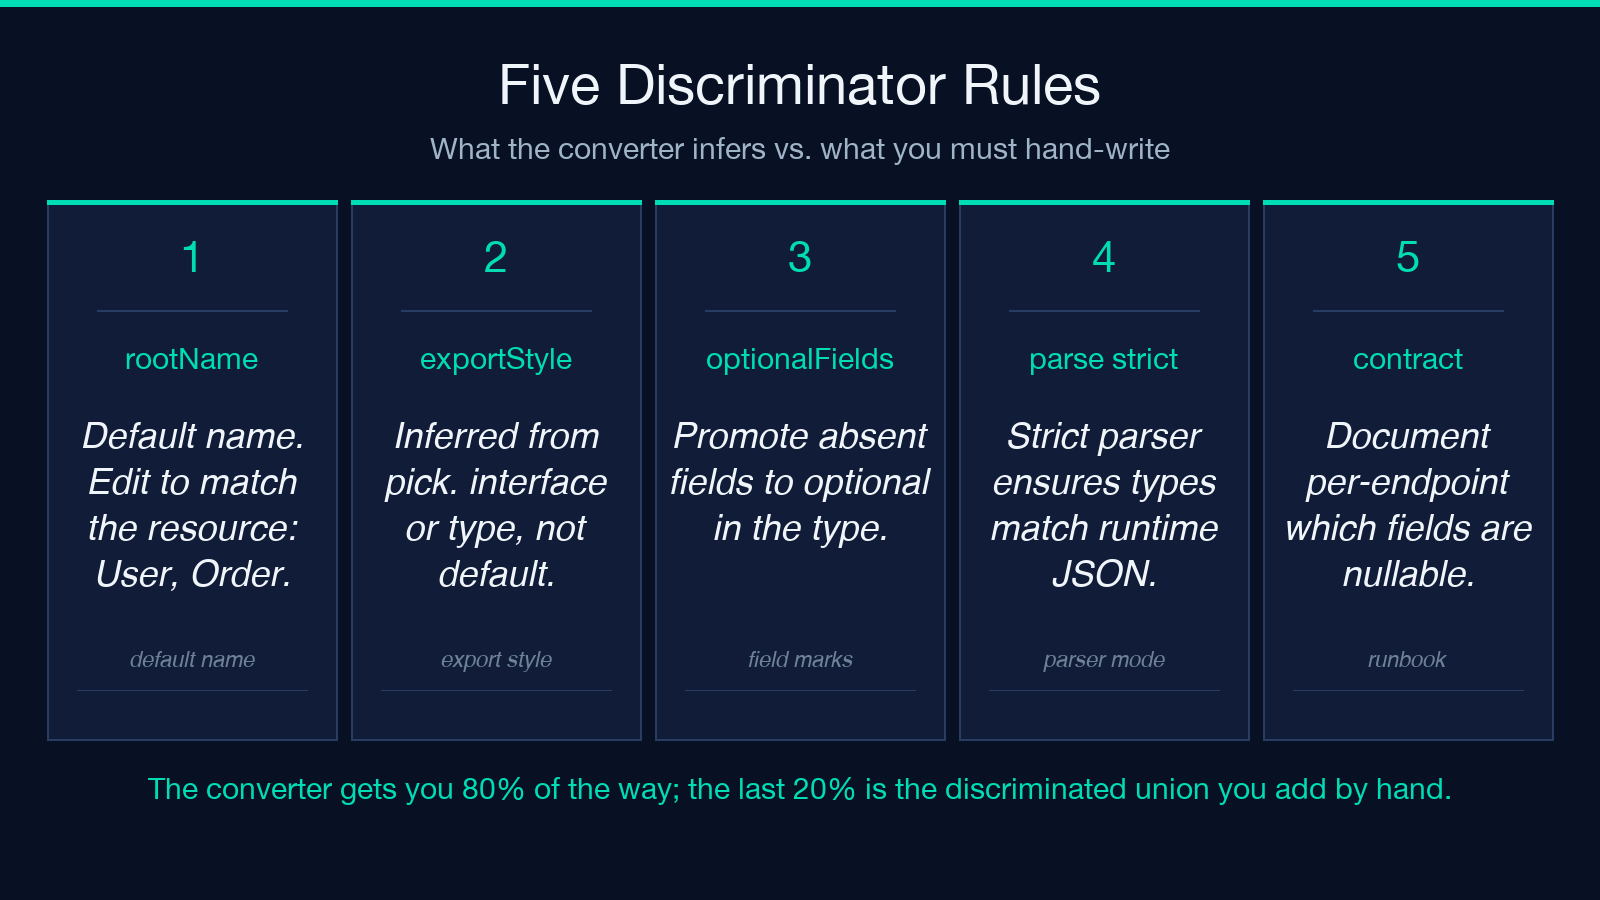 Five Discriminator Rules
What the converter infers vs. what you must hand-write
1
rootName
Default name.
Edit to match
the resource:
User, Order.
default name
2
exportStyle
Inferred from
pick. interface
or type, not
default.
export style
3
optionalFields
Promote absent
fields to optional
in the type.
field marks
4
parse strict
Strict parser
ensures types
match runtime
JSON.
parser mode
5
contract
Document
per-endpoint
which fields are
nullable.
runbook
The converter gets you 80% of the way; the last 20% is the discriminated union you add by hand.